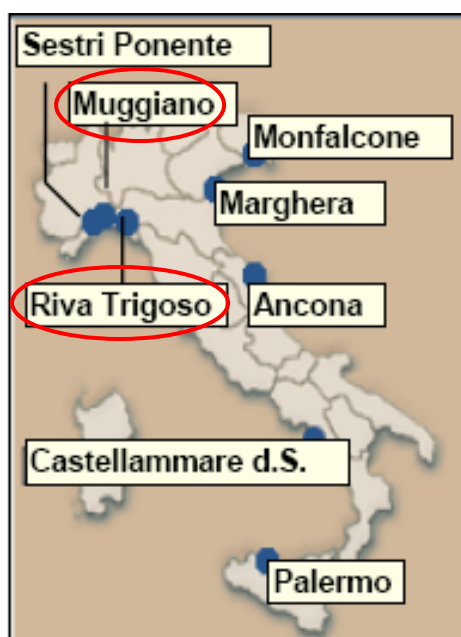 Sestri Ponente
Muggiano
Monfalcone
Marghera
Riva Trigoso
Ancona
Castellammare d.S.
Palermo